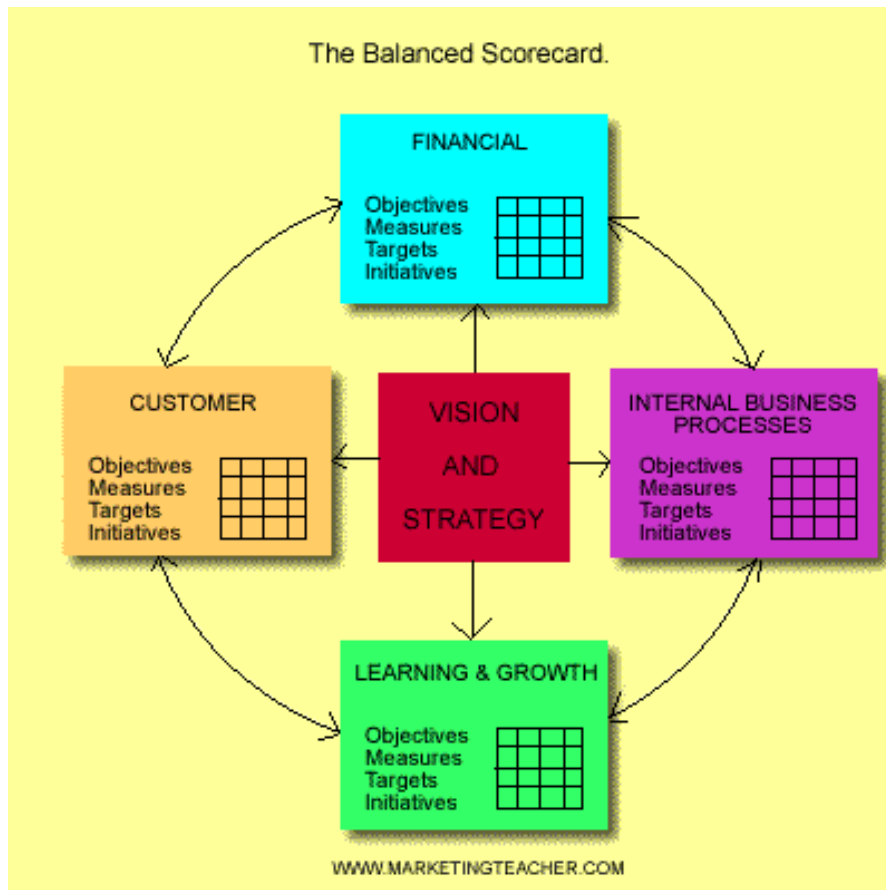 The Balanced Scorecard.
FINANCIAL
Objectives
Measures
Targets
Initiatives
CUSTOMER
Objectives
Measures
Targets
Initiatives
VISION
AND
STRATEGY
INTERNAL BUSINESS
PROCESSES
Objectives
Measures
Targets
Initiatives
LEARNING & GROWTH
Objectives
Measures
Targets
Initiatives
WWW.MARKETINGTEACHER.COM